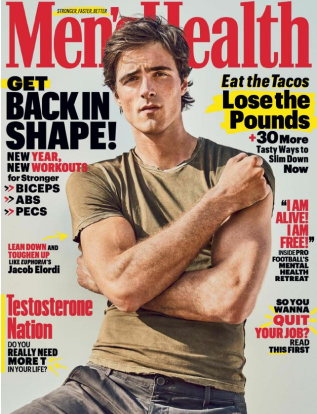 STRONGER, FASTER, BETTER
Men's Health
GET
BACK IN
SHAPE!
NEW YEAR,
NEW WORKOUTS
for Stronger
>> BICEPS
>> ABS
>> PECS
LEAN DOWN AND
TOUGHEN UP
LIKE EUPHORIA'S
Jacob Elordi
Testosterone
Nation
DO YOU
REALLY NEED
MORE T
IN YOUR LIFE?
Eat the Tacos
Lose the
Pounds
+30 More
Tasty Ways to
Slim Down
Now
"I AM
ALIVE!
I AM
FREE!"
INSIDE PRO
FOOTBALL'S
MENTAL
HEALTH
RETREAT
SO YOU
WANNA
QUIT
YOUR JOB?
READ
THIS FIRST